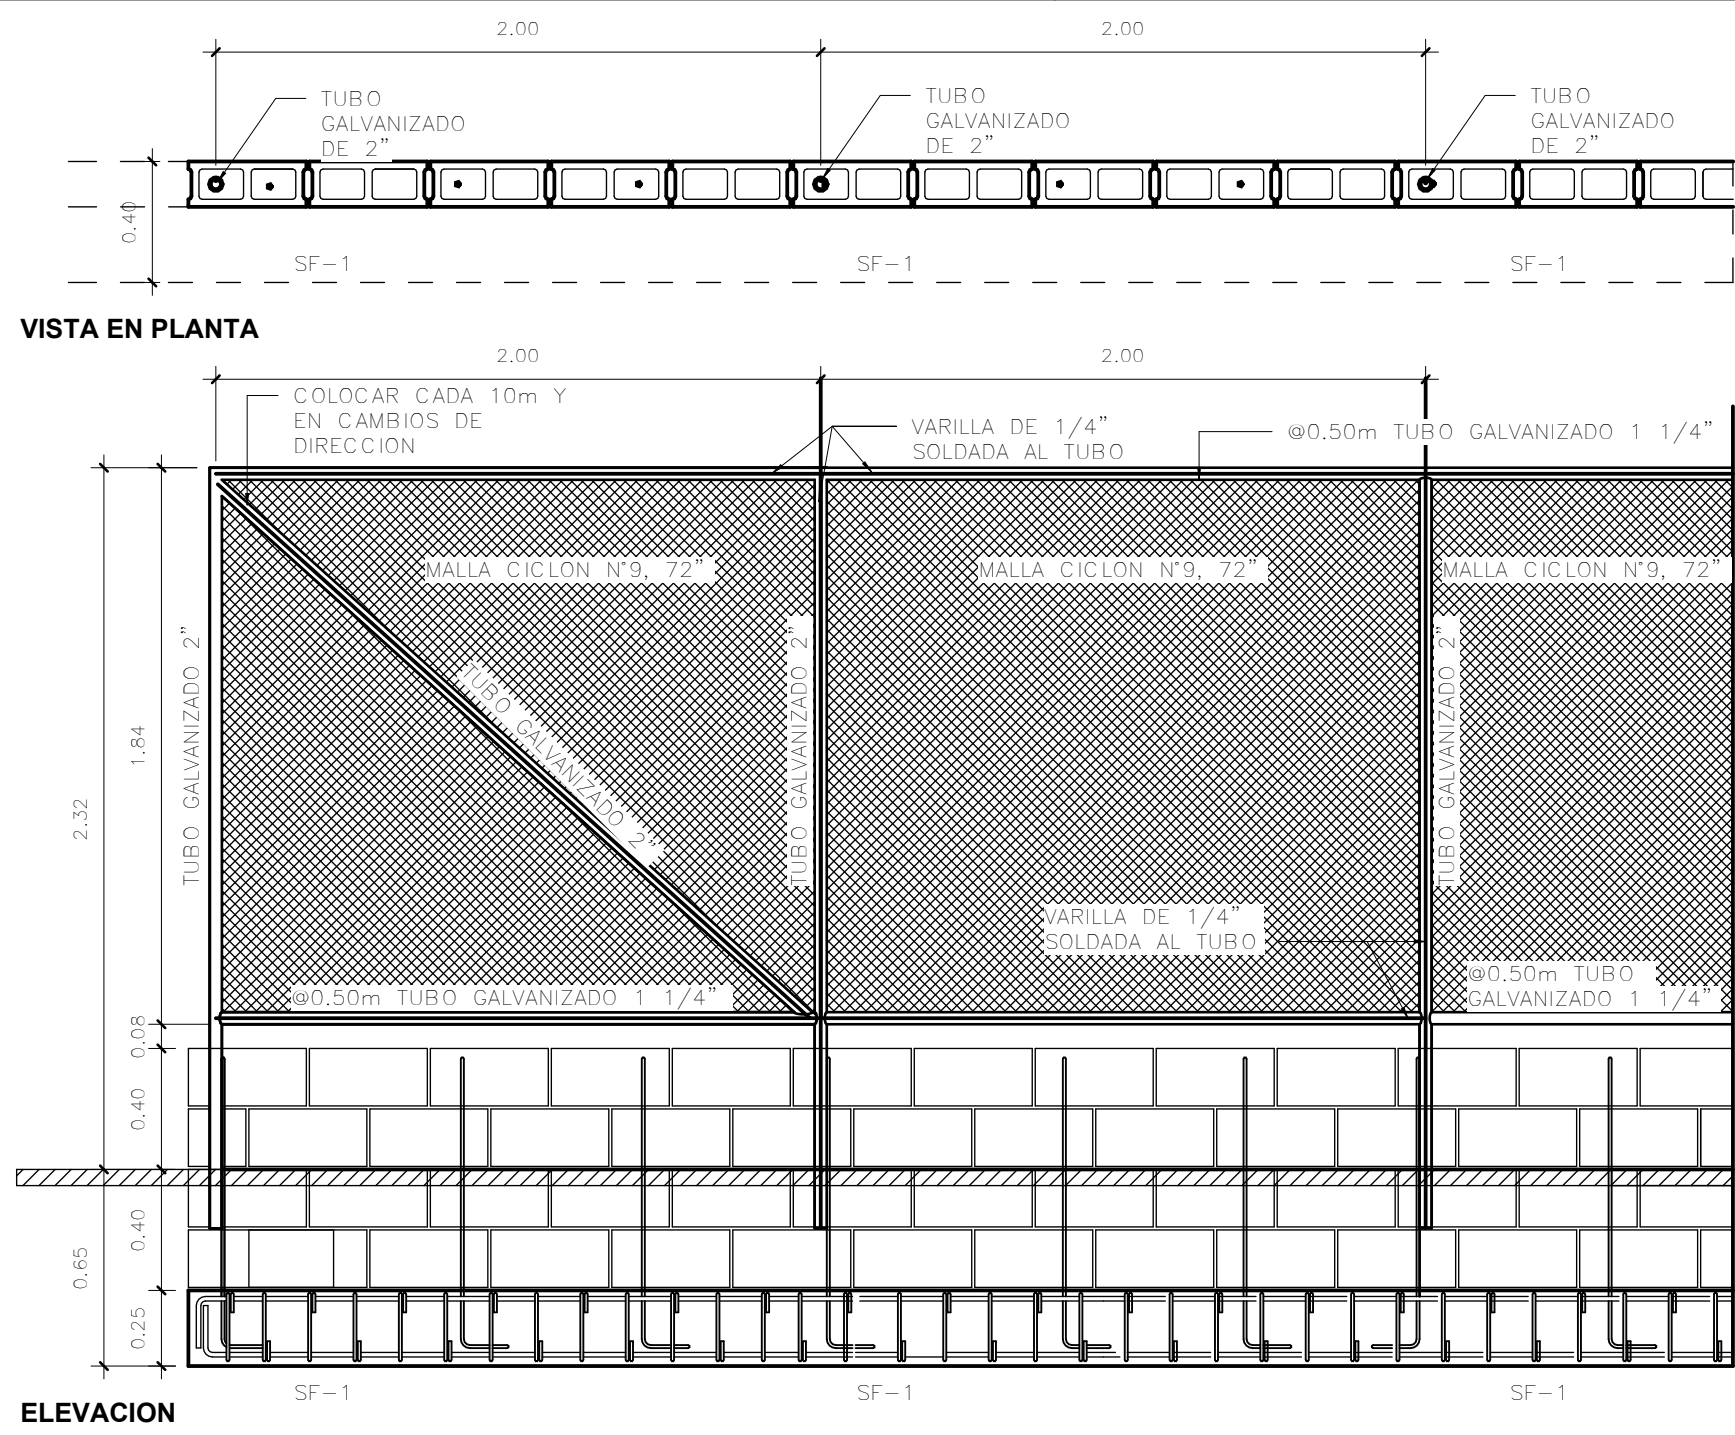 2.00
2.00
TUBO
GALVANIZADO
DE 2”
TUBO
GALVANIZADO
DE 2”
TUBO
GALVANIZADO
DE 2”
0.40
SF-1
SF-1
SF-1
VISTA EN PLANTA
2.00
2.00
COLOCAR CADA 10m Y
EN CAMBIOS DE
DIRECCION
VARILLA DE 1/4”
SOLDADA AL TUBO
@0.50m TUBO GALVANIZADO 1 1/4”
MALLA CICLON N°9, 72”
MALLA CICLON N°9, 72”
MALLA CICLON N°9, 72”
TUBO GALVANIZADO 2”
TUBO GALVANIZADO 2”
TUBO GALVANIZADO 2”
TUBO GALVANIZADO 2”
1.84
2.32
VARILLA DE 1/4”
SOLDADA AL TUBO
@0.50m TUBO GALVANIZADO 1 1/4”
@0.50m TUBO
GALVANIZADO 1 1/4”
0.08
0.40
0.40
0.65
0.25
SF-1
SF-1
SF-1
ELEVACION